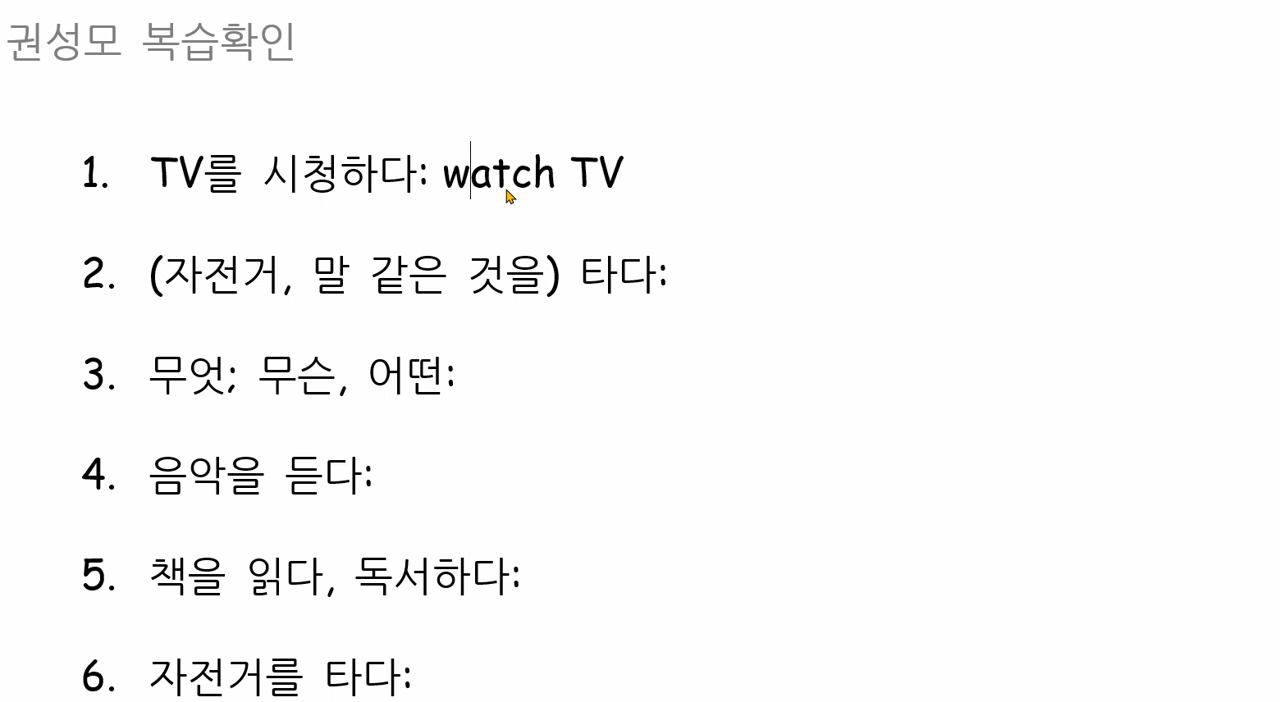 권성모 복습확인
1. TV를 시청하다: watch TV
2. (자전거, 말 같은 것을) 타다:
3. 무엇; 무슨, 어떤:
4. 음악을 듣다:
5. 책을 읽다, 독서하다:
6. 자전거를 타다: